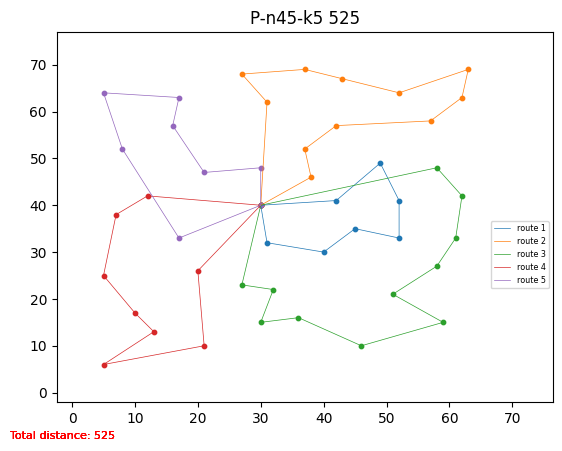 P-n45-k5 525
70
60
50
40
30
20
10
0
route 1
route 2
route 3
route 4
route 5
0 10 20 30 40 50 60 70
Total distance: 525